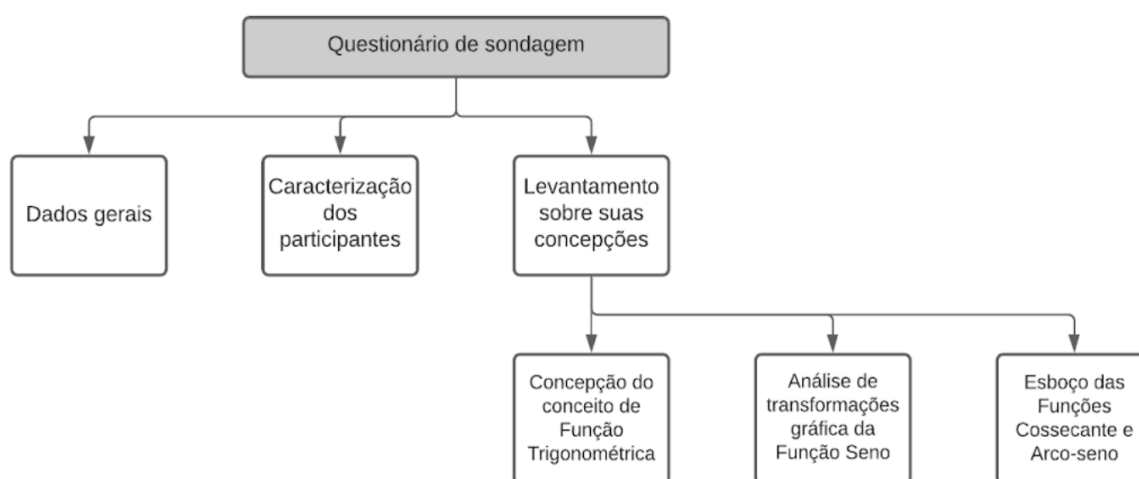 Questionário de sondagem
Dados gerais
Caracterização
dos
participantes
Levantamento
sobre suas
concepções
Concepção do
conceito de
Função
Trigonométrica
Análise de
transformações
gráfica da
Função Seno
Esboço das
Funções
Cossecante e
Arco-seno